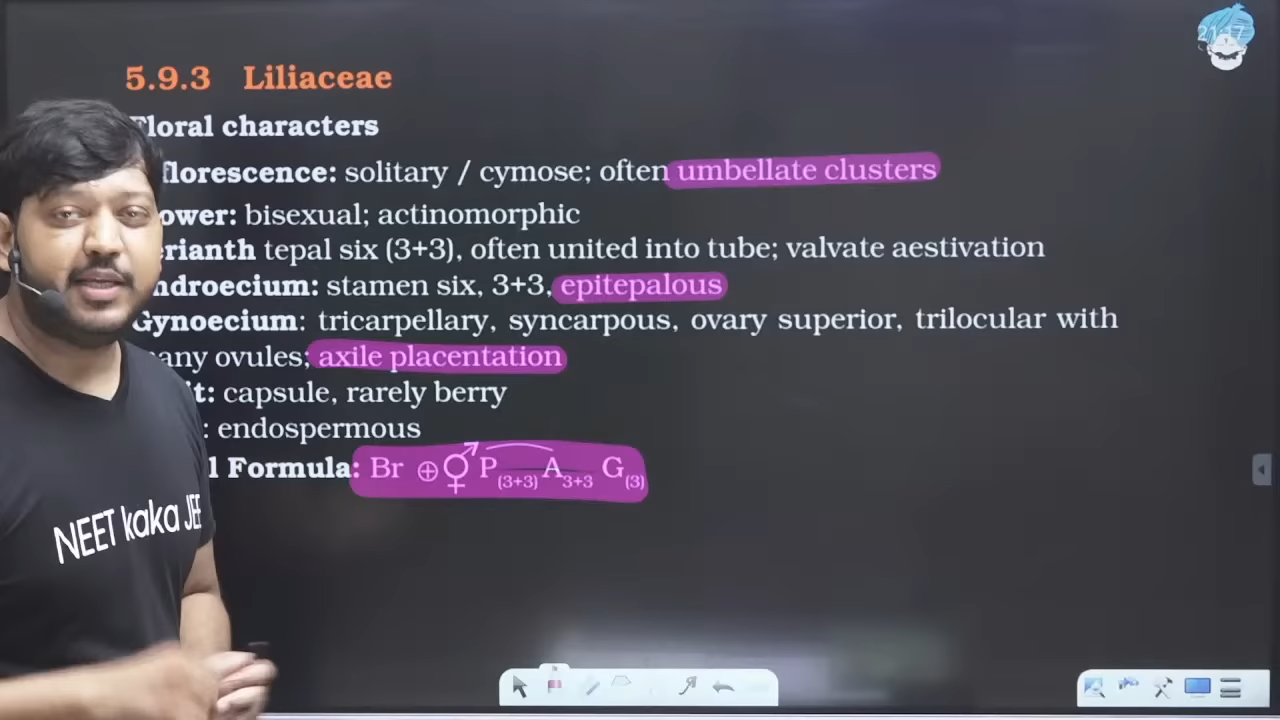 21:17
5.9.3 Liliaceae
Floral characters
florescence: solitary / cymose; often umbellate clusters
ower: bisexual; actinomorphic
erianth tepal six (3+3), often united into tube; valvate aestivation
ndroecium: stamen six, 3+3, epitepalous
Gynoecium: tricarpellary, syncarpous, ovary superior, trilocular with
any ovules; axile placentation
it: capsule, rarely berry
: endospermous
l Formula: Br ⊕ ⚥ P(3+3) A3+3 G(3)
NEET kaka JEE